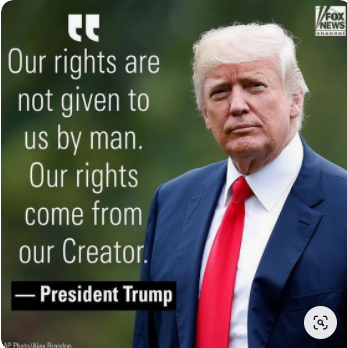 FOX
NEWS
channel
"
Our rights are
not given to
us by man.
Our rights
come from
our Creator.
— President Trump
AP Photo/Alex Brandon